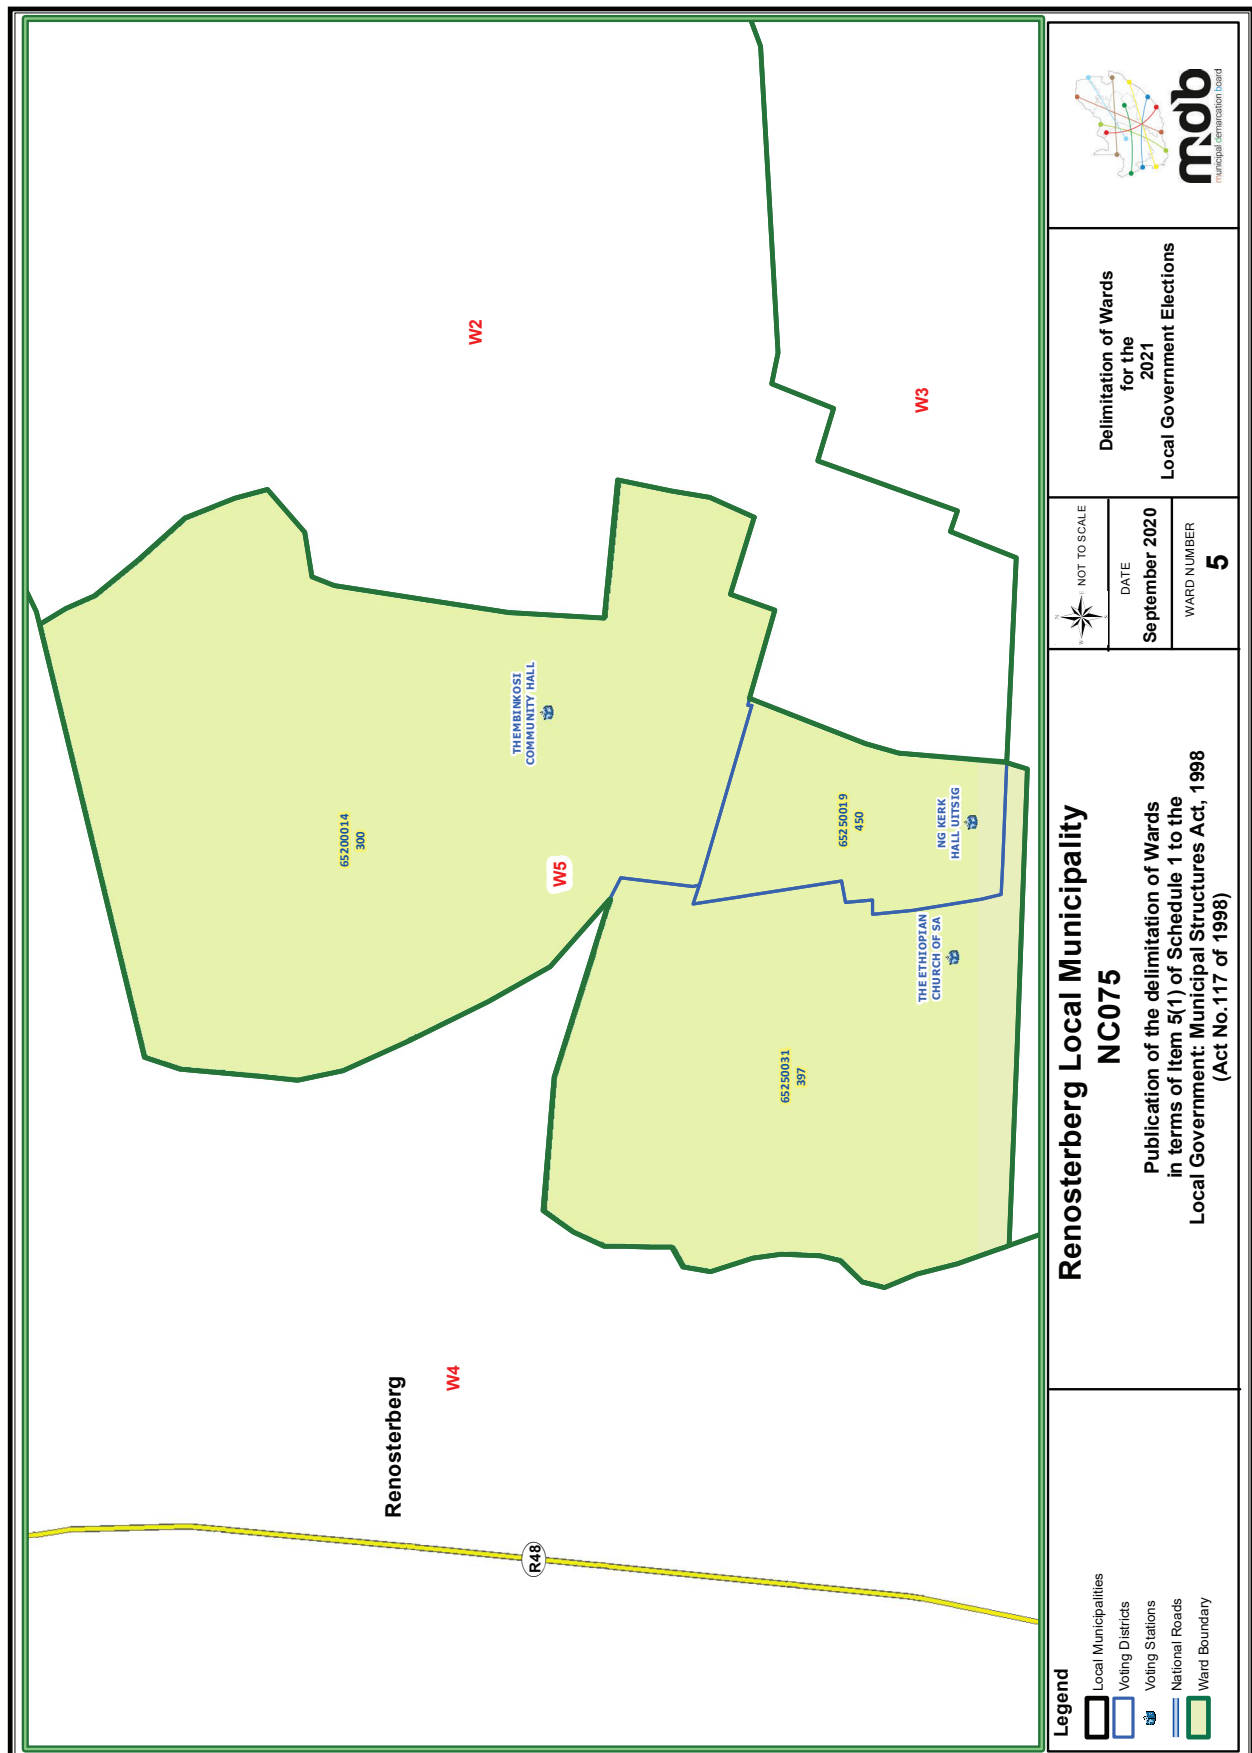 Renosterberg
R48
W4
W5
W2
W3
65200014
300
THEMBINKOSI
COMMUNITY HALL
65250019
450
NG KERK
HALL UITSIG
THE ETHIOPIAN
CHURCH OF SA
65250031
397
Legend
Local Municipalities
Voting Districts
Voting Stations
National Roads
Ward Boundary
Renosterberg Local Municipality
NC075
Publication of the delimitation of Wards
in terms of Item 5(1) of Schedule 1 to the
Local Government: Municipal Structures Act, 1998
(Act No.117 of 1998)
N
W
E
S
NOT TO SCALE
DATE
September 2020
WARD NUMBER
5
Delimitation of Wards
for the
2021
Local Government Elections
mdb
municipal demarcation board